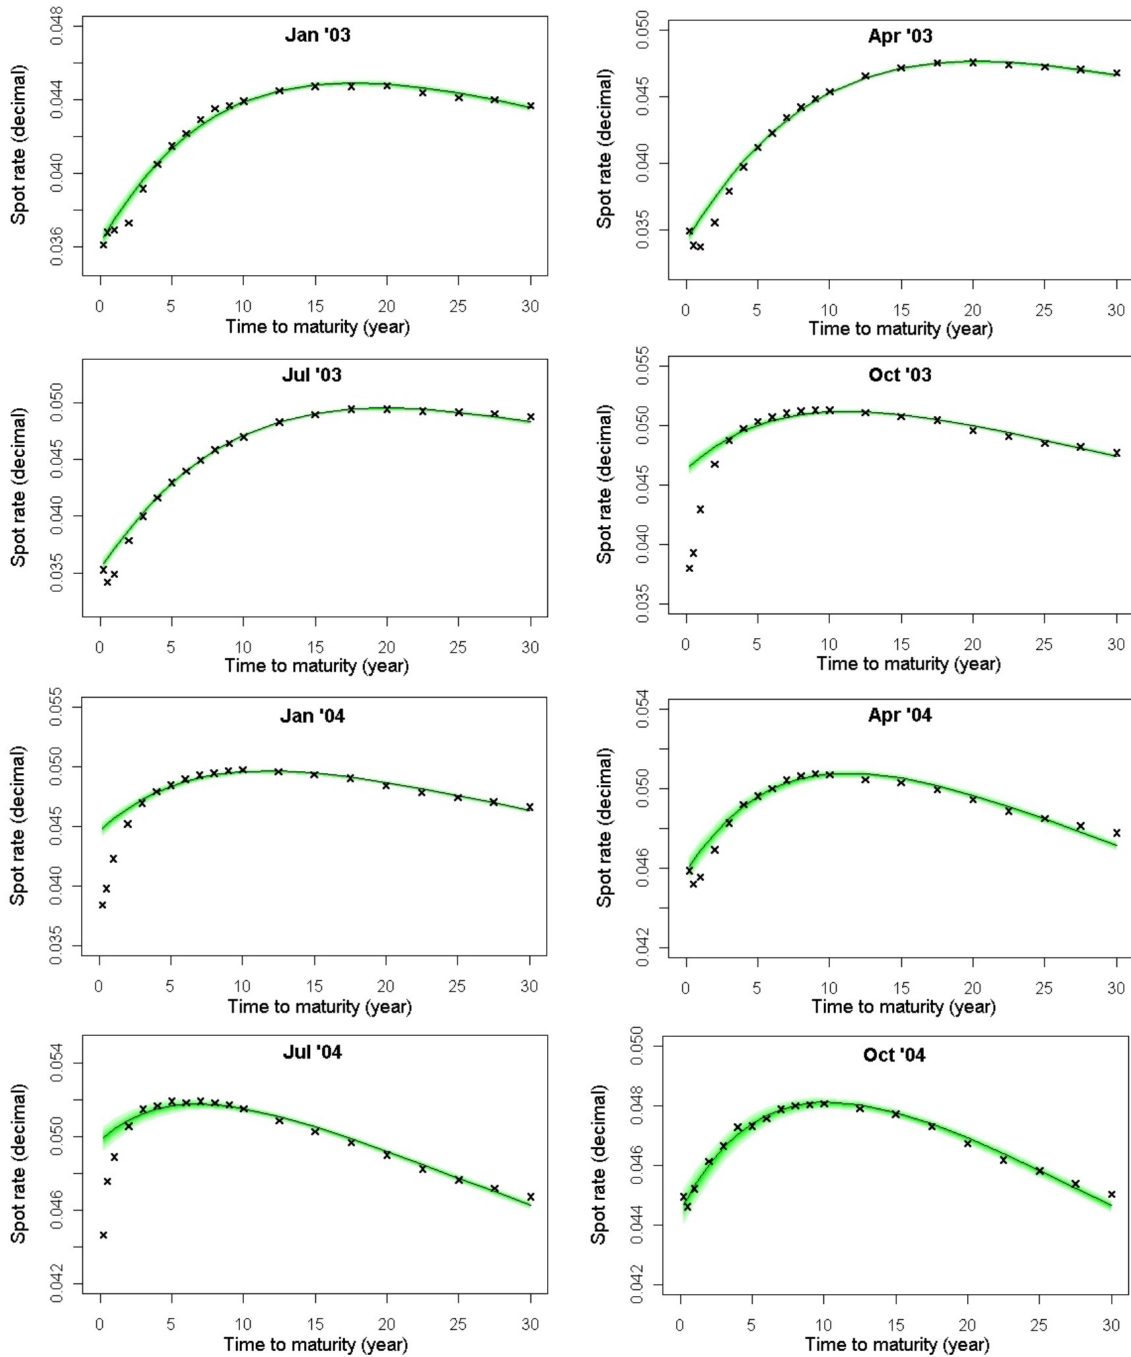 Jan '03
Spot rate (decimal)
0.036 0.040 0.044 0.048
0 5 10 15 20 25 30
Time to maturity (year)
Apr '03
Spot rate (decimal)
0.035 0.040 0.045 0.050
0 5 10 15 20 25 30
Time to maturity (year)
Jul '03
Spot rate (decimal)
0.035 0.040 0.045 0.050
0 5 10 15 20 25 30
Time to maturity (year)
Oct '03
Spot rate (decimal)
0.035 0.040 0.045 0.050 0.055
0 5 10 15 20 25 30
Time to maturity (year)
Jan '04
Spot rate (decimal)
0.035 0.040 0.045 0.050 0.055
0 5 10 15 20 25 30
Time to maturity (year)
Apr '04
Spot rate (decimal)
0.042 0.046 0.050 0.054
0 5 10 15 20 25 30
Time to maturity (year)
Jul '04
Spot rate (decimal)
0.042 0.046 0.050 0.054
0 5 10 15 20 25 30
Time to maturity (year)
Oct '04
Spot rate (decimal)
0.042 0.044 0.046 0.048 0.050
0 5 10 15 20 25 30
Time to maturity (year)